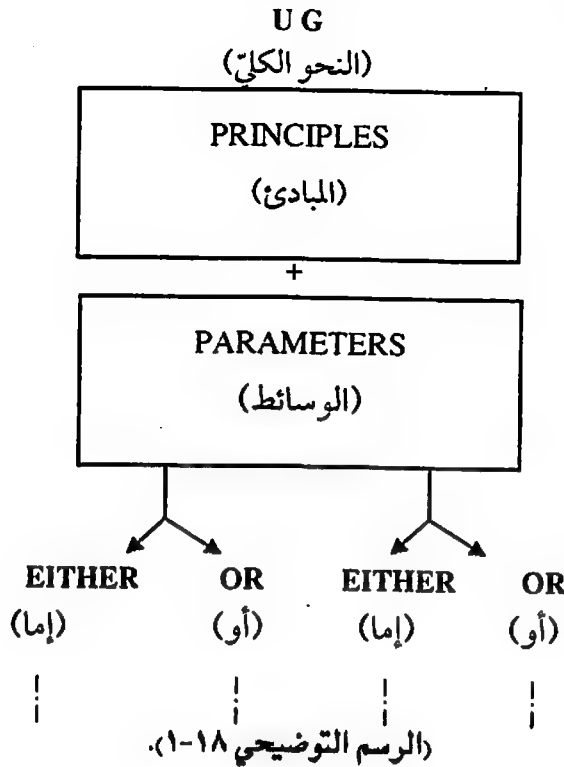 U G
(النحو الكليّ)
PRINCIPLES
(المبادئ)
+
PARAMETERS
(الوسائط)
EITHER OR EITHER OR
(إما) (أو) (إما) (أو)
(الرسم التوضيحي ١٨-١).